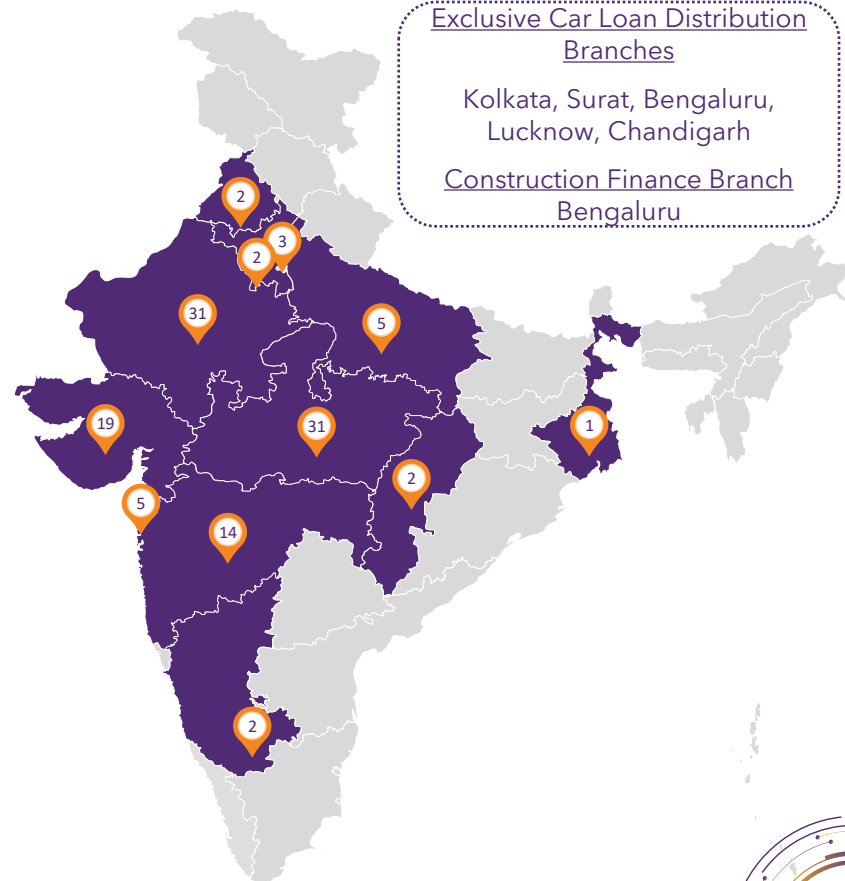 Exclusive Car Loan Distribution
Branches
Kolkata, Surat, Bengaluru,
Lucknow, Chandigarh
Construction Finance Branch
Bengaluru
2
3
2
31
5
19
31
1
2
5
14
2